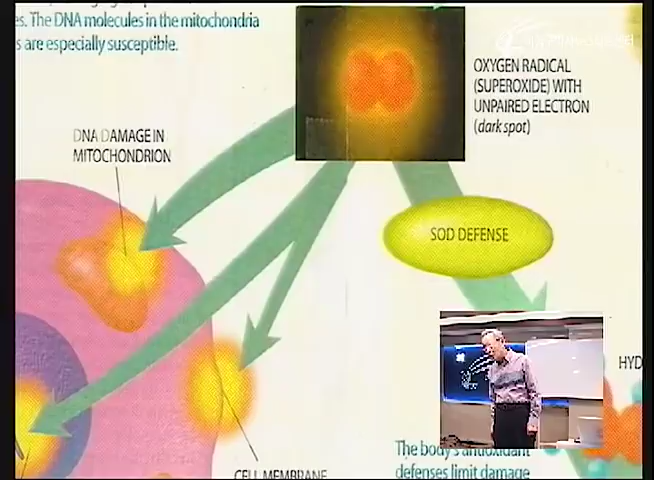 es. The DNA molecules in the mitochondria
s are especially susceptible.
OXYGEN RADICAL
(SUPEROXIDE) WITH
UNPAIRED ELECTRON
(dark spot)
DNA DAMAGE IN
MITOCHONDRION
SOD DEFENSE
HYD
The body's antioxidant
defenses limit damage
CELL MEMBRANE